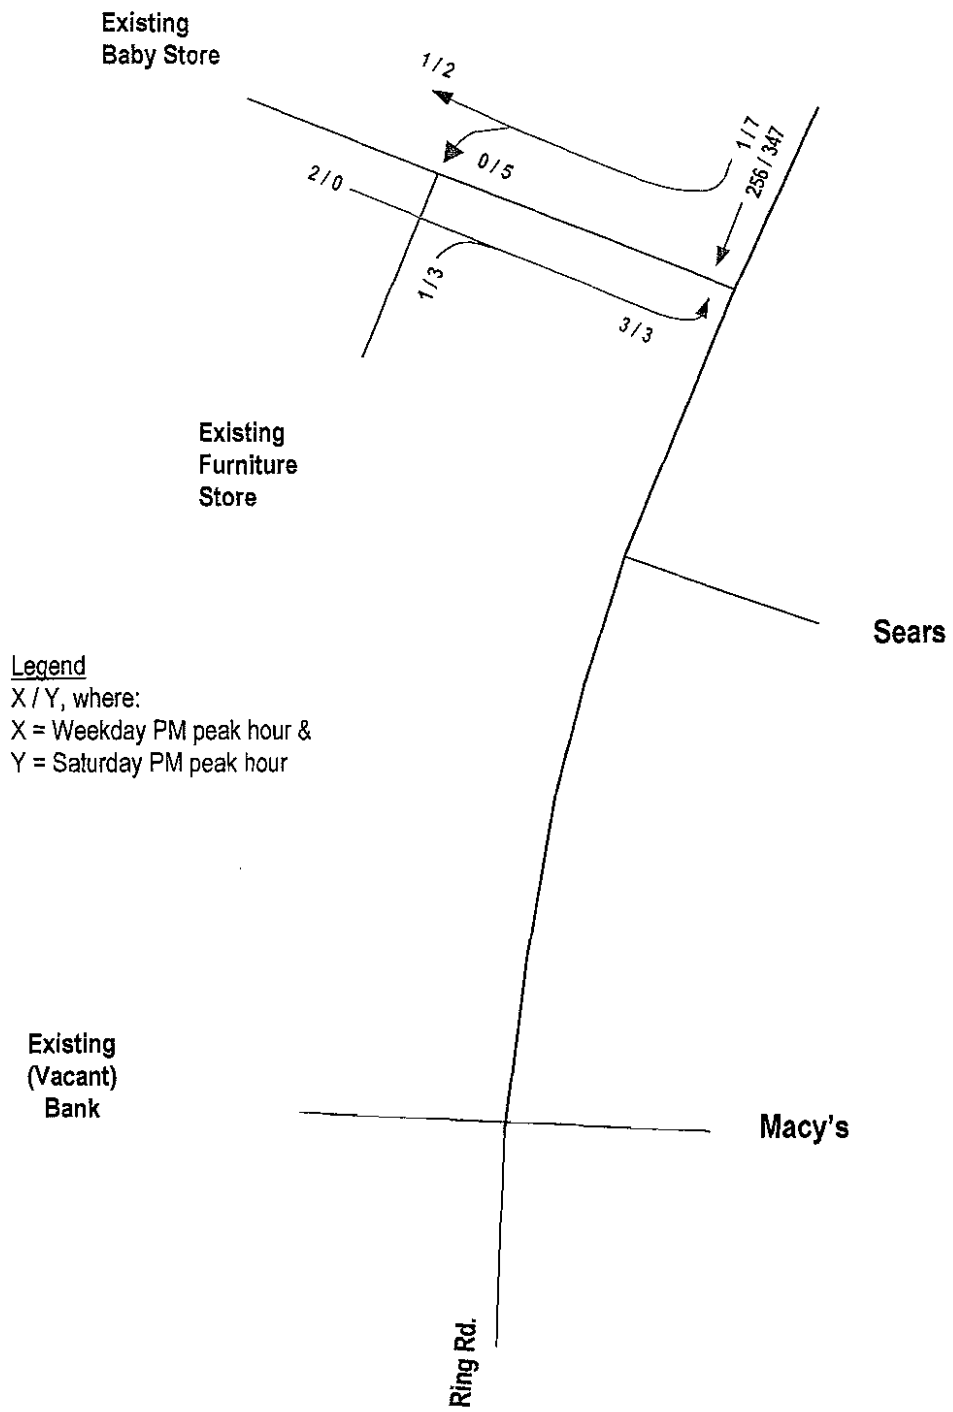 Existing
Baby Store
1 / 2
1 / 7
256 / 347
0 / 5
2 / 0
1 / 3
3 / 3
Existing
Furniture
Store
Sears
Legend
X / Y, where:
X = Weekday PM peak hour &
Y = Saturday PM peak hour
Existing
(Vacant)
Bank
Macy's
Ring Rd.